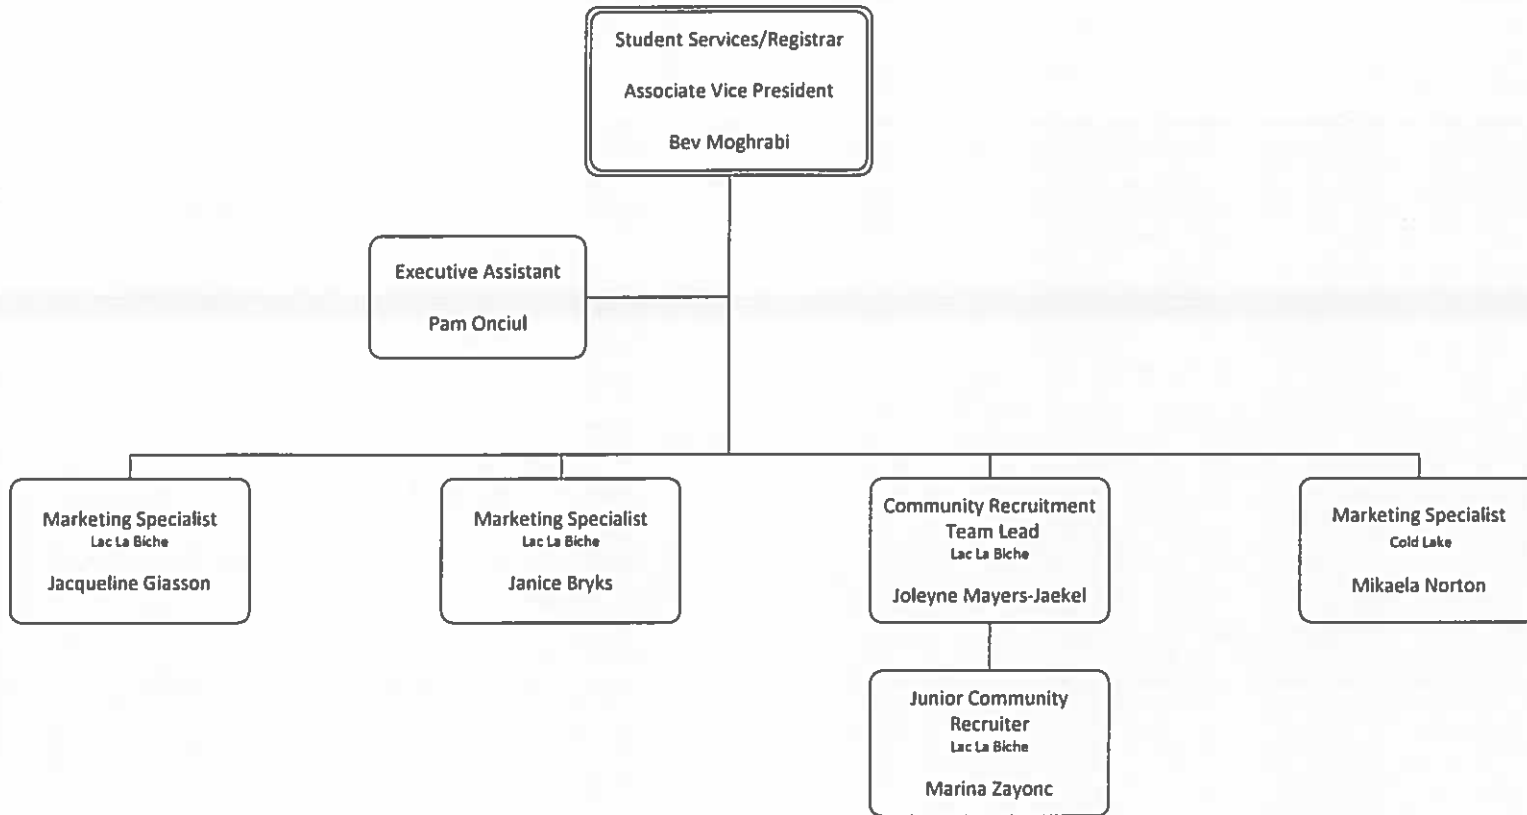 Student Services/Registrar
Associate Vice President
Bev Moghrabi
Executive Assistant
Pam Onciul
Marketing Specialist
Lac La Biche
Jacqueline Giasson
Marketing Specialist
Lac La Biche
Janice Bryks
Community Recruitment
Team Lead
Lac La Biche
Joleyne Mayers-Jaekel
Marketing Specialist
Cold Lake
Mikaela Norton
Junior Community
Recruiter
Lac La Biche
Marina Zayonc